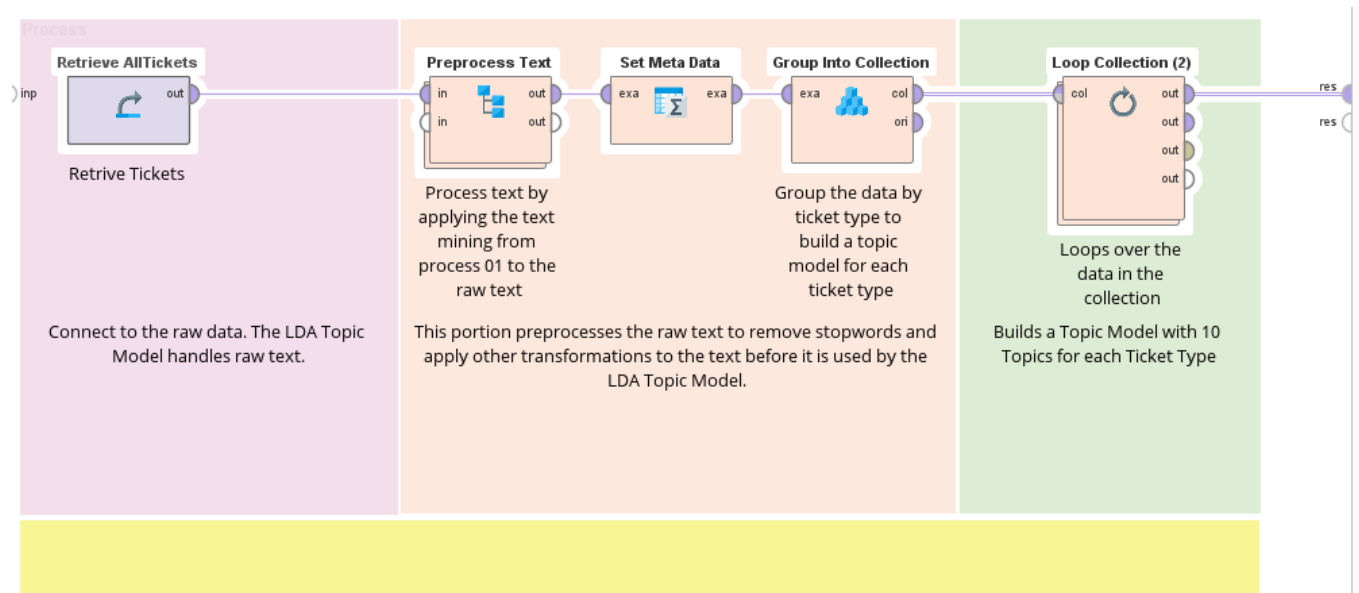 Process
Retrieve AllTickets
Preprocess Text
Set Meta Data
Group Into Collection
Loop Collection (2)
inp
out
in
out
in
out
exa
exa
exa
col
ori
col
out
out
out
out
res
res
Retrive Tickets
Process text by
applying the text
mining from
process 01 to the
raw text
Group the data by
ticket type to
build a topic
model for each
ticket type
Loops over the
data in the
collection
Connect to the raw data. The LDA Topic
Model handles raw text.
This portion preprocesses the raw text to remove stopwords and
apply other transformations to the text before it is used by the
LDA Topic Model.
Builds a Topic Model with 10
Topics for each Ticket Type